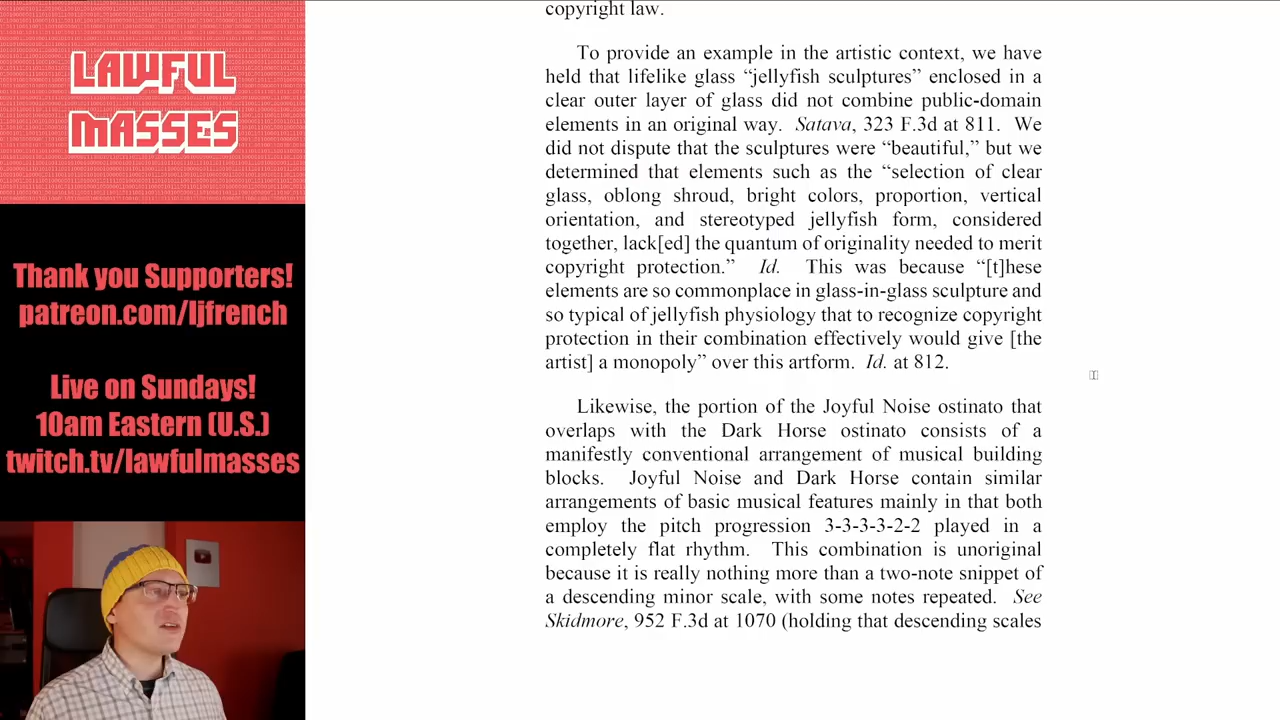 LAWFUL
MASSES
Thank you Supporters!
patreon.com/ljfrench
Live on Sundays!
10am Eastern (U.S.)
twitch.tv/lawfulmasses
copyright law.
To provide an example in the artistic context, we have
held that lifelike glass “jellyfish sculptures” enclosed in a
clear outer layer of glass did not combine public-domain
elements in an original way. Satava, 323 F.3d at 811. We
did not dispute that the sculptures were “beautiful,” but we
determined that elements such as the “selection of clear
glass, oblong shroud, bright colors, proportion, vertical
orientation, and stereotyped jellyfish form, considered
together, lack[ed] the quantum of originality needed to merit
copyright protection.” Id. This was because “[t]hese
elements are so commonplace in glass-in-glass sculpture and
so typical of jellyfish physiology that to recognize copyright
protection in their combination effectively would give [the
artist] a monopoly” over this artform. Id. at 812.
Likewise, the portion of the Joyful Noise ostinato that
overlaps with the Dark Horse ostinato consists of a
manifestly conventional arrangement of musical building
blocks. Joyful Noise and Dark Horse contain similar
arrangements of basic musical features mainly in that both
employ the pitch progression 3-3-3-3-2-2 played in a
completely flat rhythm. This combination is unoriginal
because it is really nothing more than a two-note snippet of
a descending minor scale, with some notes repeated. See
Skidmore, 952 F.3d at 1070 (holding that descending scales